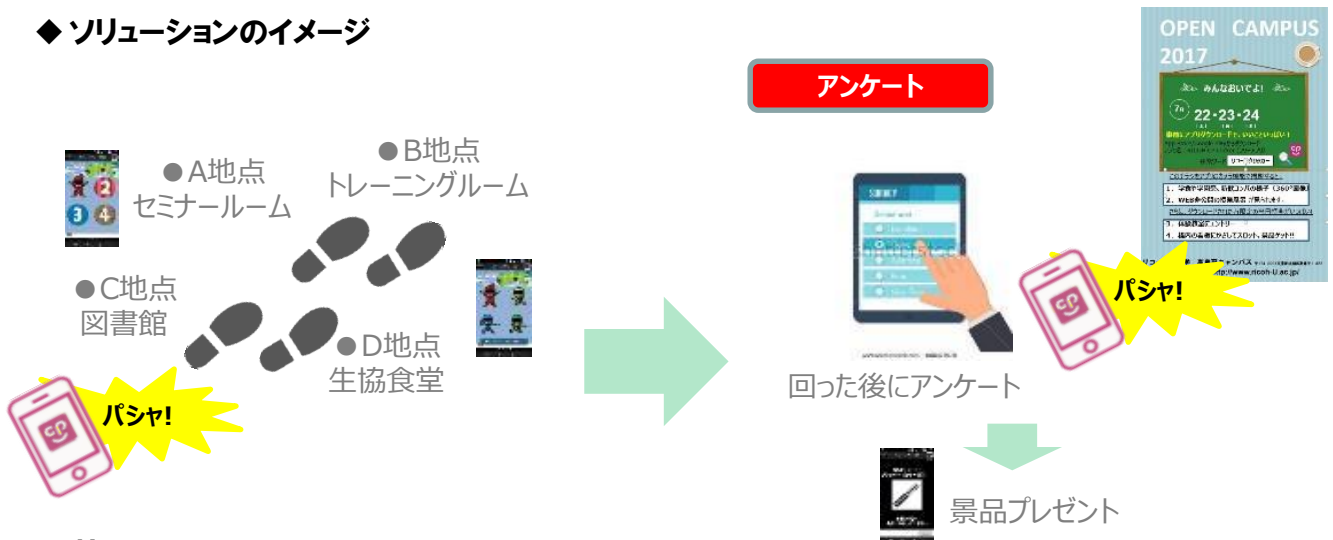 ◆ ソリューションのイメージ
アンケート
OPEN CAMPUS
2017
みんなおいでよ!
22・23・24
●A地点
セミナールーム
●B地点
トレーニングルーム
●C地点
図書館
●D地点
生協食堂
パシャ!
SURVEY
パシャ!
回った後にアンケート
景品プレゼント